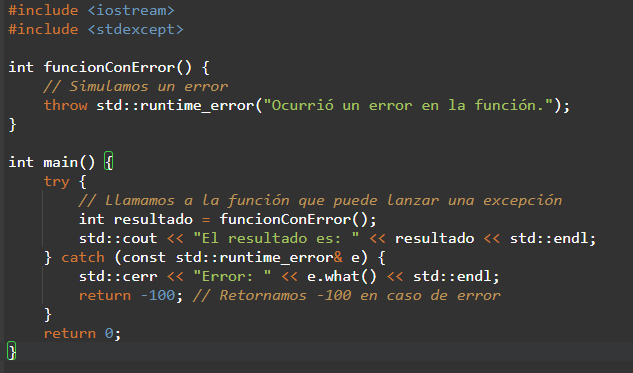 #include <iostream>
#include <stdexcept>

int funcionConError() {
    // Simulamos un error
    throw std::runtime_error("Ocurrió un error en la función.");
}

int main() {
    try {
        // Llamamos a la función que puede lanzar una excepción
        int resultado = funcionConError();
        std::cout << "El resultado es: " << resultado << std::endl;
    } catch (const std::runtime_error& e) {
        std::cerr << "Error: " << e.what() << std::endl;
        return -100; // Retornamos -100 en caso de error
    }
    return 0;
}